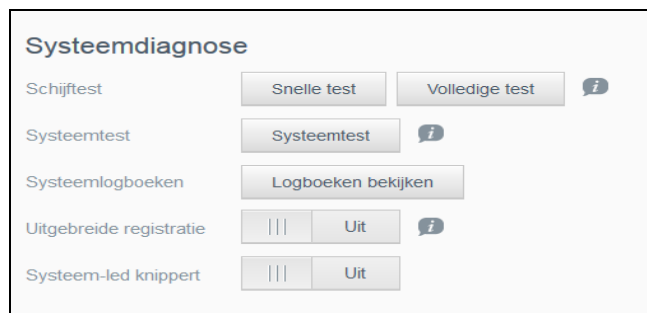 Systeemdiagnose
Schijftest Snelle test Volledige test i
Systeemtest Systeemtest i
Systeemlogboeken Logboeken bekijken
Uitgebreide registratie Uit i
Systeem-led knippert Uit